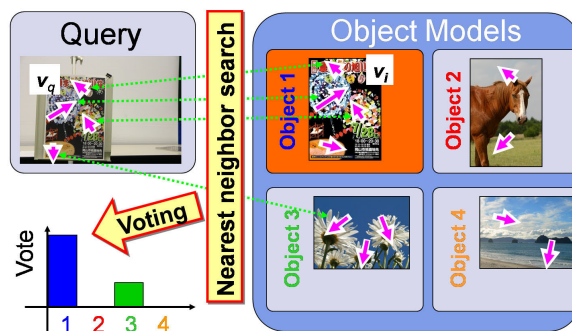 Query
v_q
Nearest neighbor search
Object Models
Object 1
v_i
Object 2
Object 3
Object 4
Voting
Vote
1 2 3 4